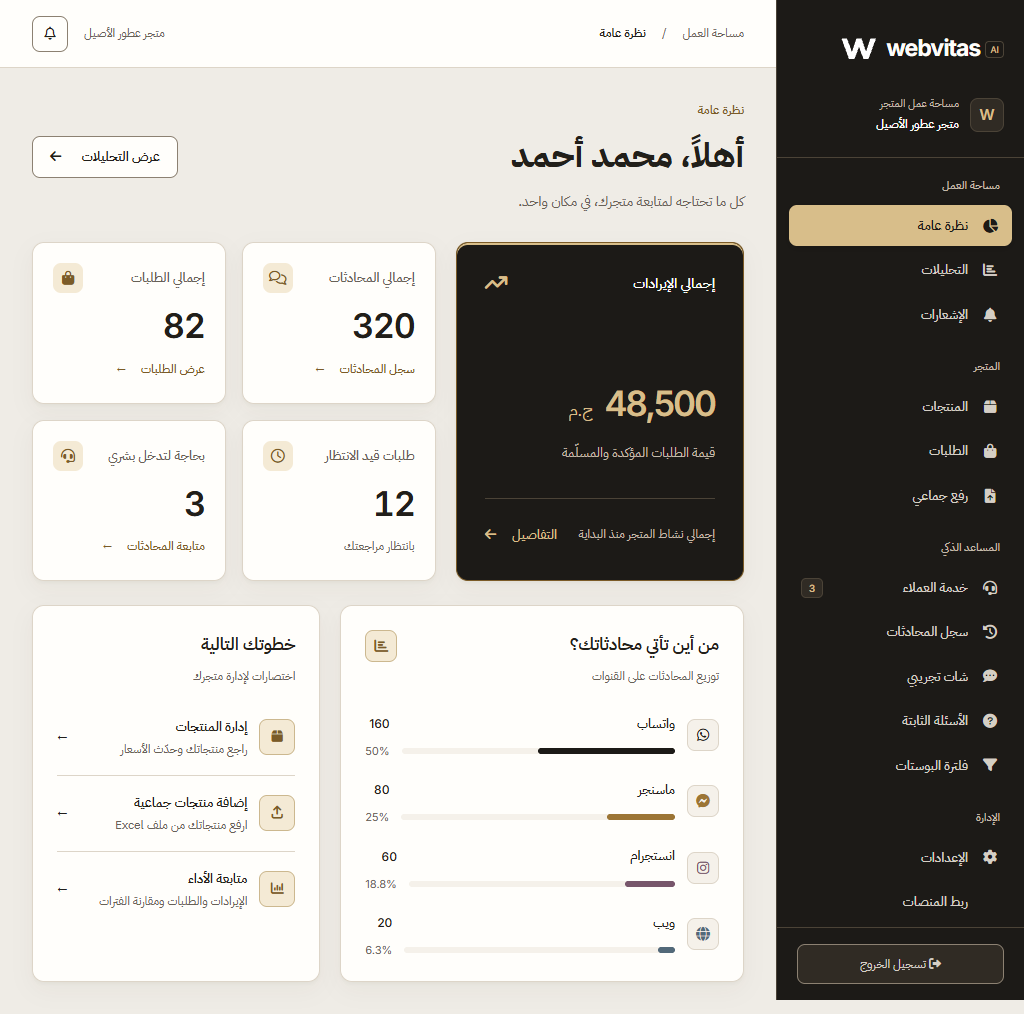 webvitas AI
W
مساحة عمل المتجر
متجر عطور الأصيل
مساحة العمل
نظرة عامة
التحليلات
الإشعارات
المتجر
المنتجات
الطلبات
رفع جماعي
المساعد الذكي
خدمة العملاء
3
سجل المحادثات
شات تجريبي
الأسئلة الثابتة
فلترة البوستات
الإدارة
الإعدادات
ربط المنصات
تسجيل الخروج
مساحة العمل / نظرة عامة
متجر عطور الأصيل
نظرة عامة
أهلاً، محمد أحمد
كل ما تحتاجه لمتابعة متجرك، في مكان واحد.
عرض التحليلات ←
إجمالي الإيرادات
48,500 ج.م
قيمة الطلبات المؤكدة والمسلّمة
إجمالي نشاط المتجر منذ البداية
التفاصيل ←
إجمالي المحادثات
320
سجل المحادثات ←
إجمالي الطلبات
82
عرض الطلبات ←
طلبات قيد الانتظار
12
بانتظار مراجعتك
بحاجة لتدخل بشري
3
متابعة المحادثات ←
من أين تأتي محادثاتك؟
توزيع المحادثات على القنوات
واتساب 160
50%
ماسنجر 80
25%
انستجرام 60
18.8%
ويب 20
6.3%
خطوتك التالية
اختصارات لإدارة متجرك
إدارة المنتجات
راجع منتجاتك وحدّث الأسعار
←
إضافة منتجات جماعية
ارفع منتجاتك من ملف Excel
←
متابعة الأداء
الإيرادات والطلبات ومقارنة الفترات
←